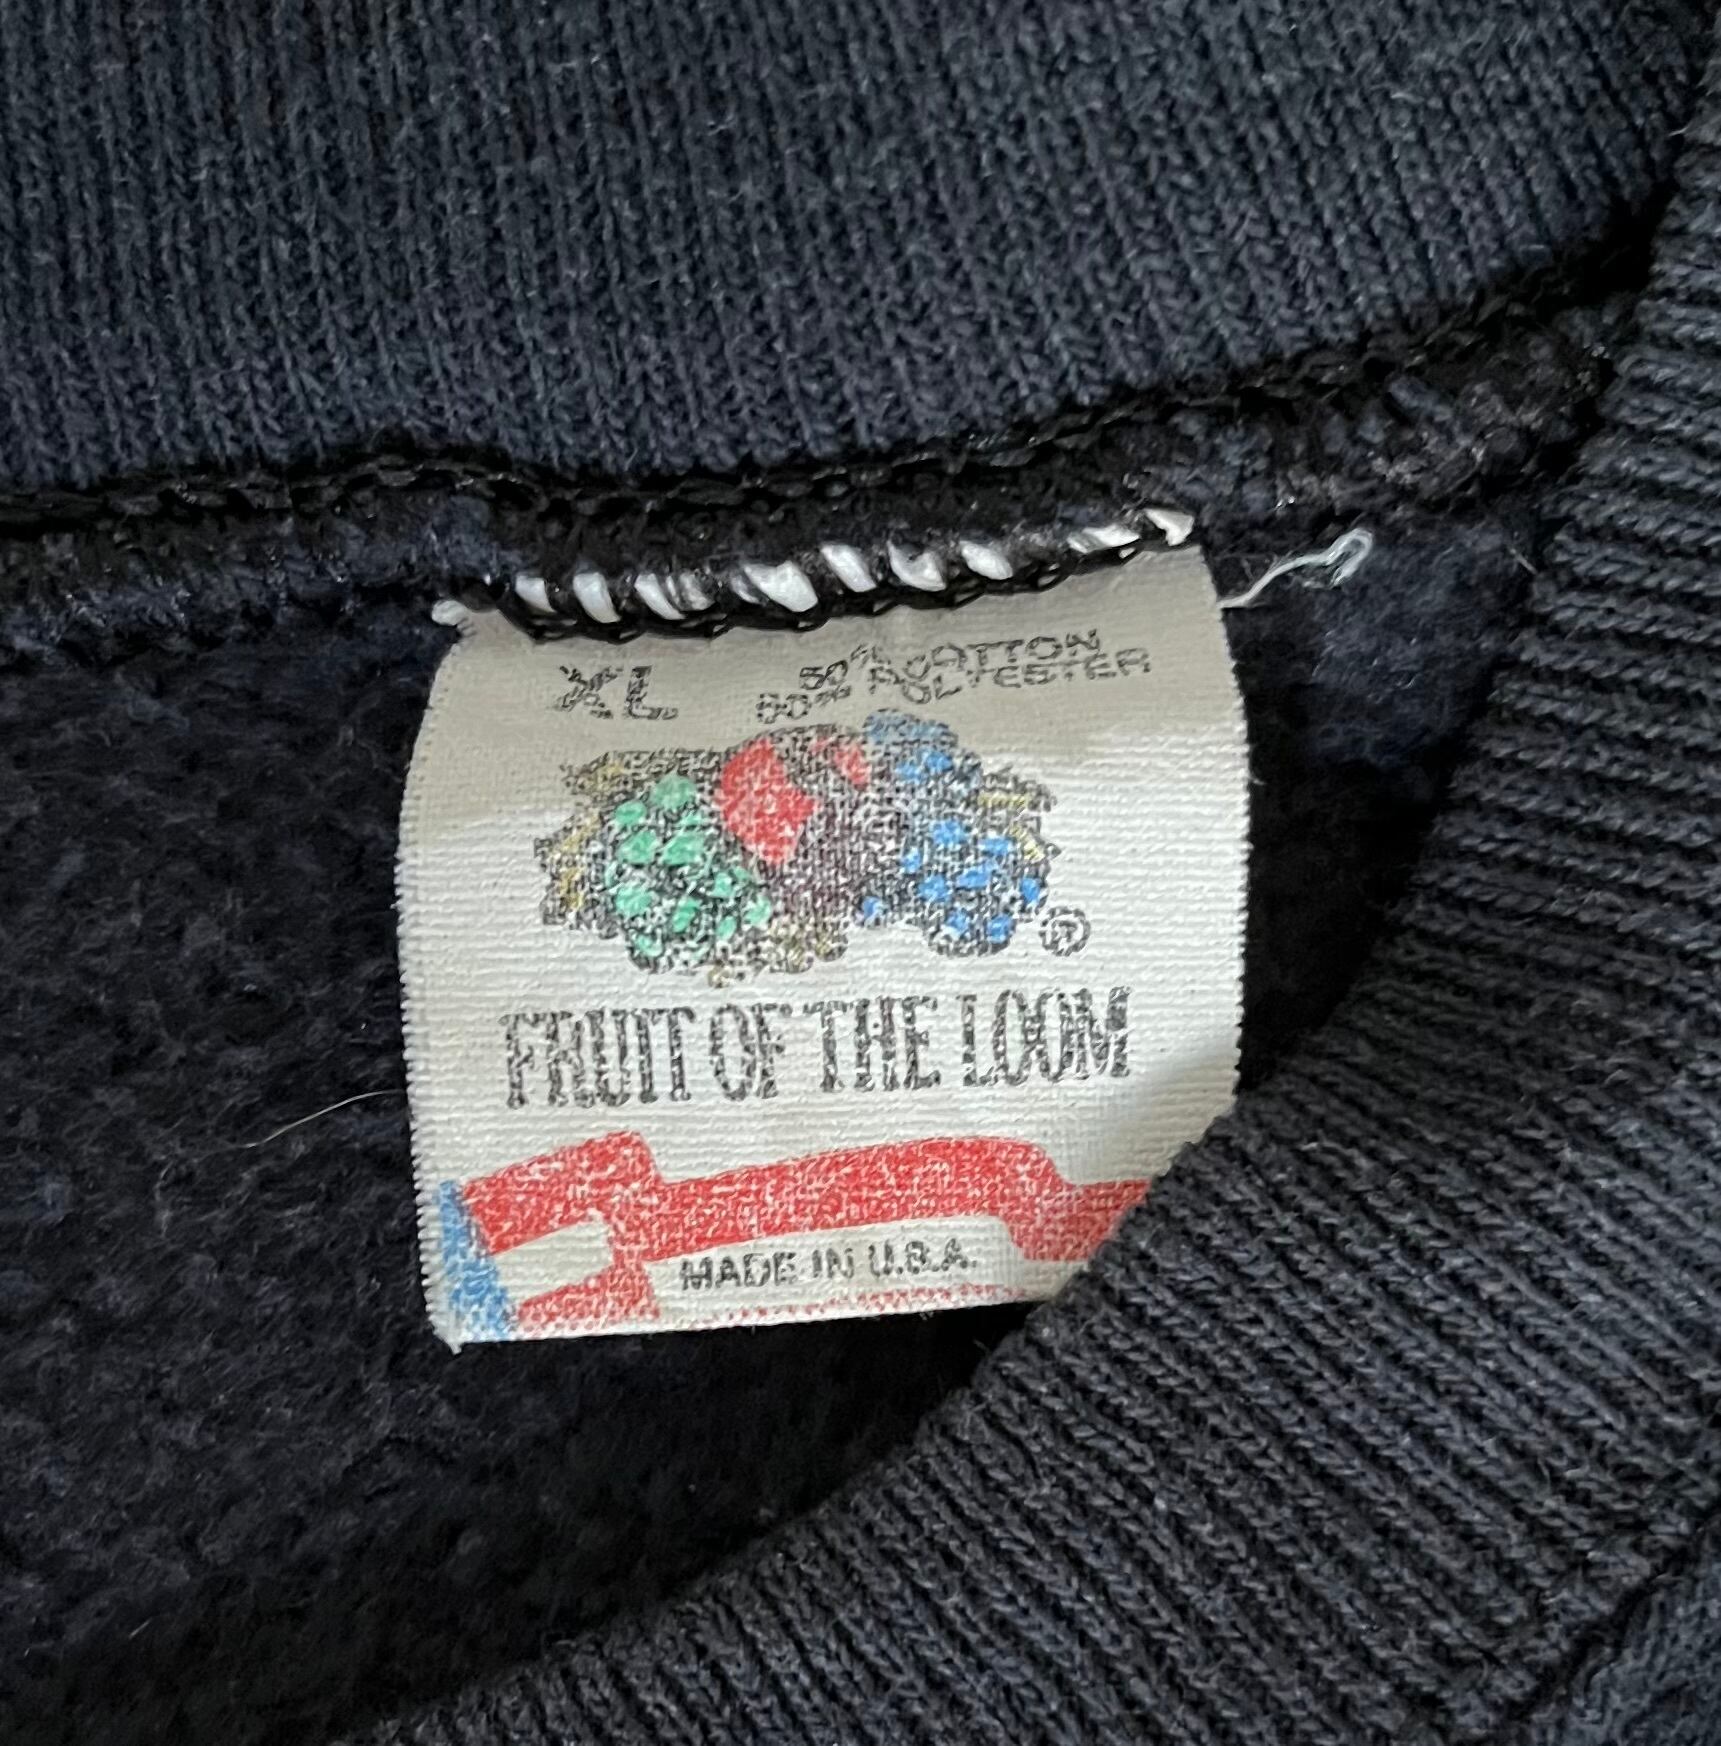 XL 50% COTTON
50% POLYESTER
®
FRUIT OF THE LOOM
MADE IN U.S.A.